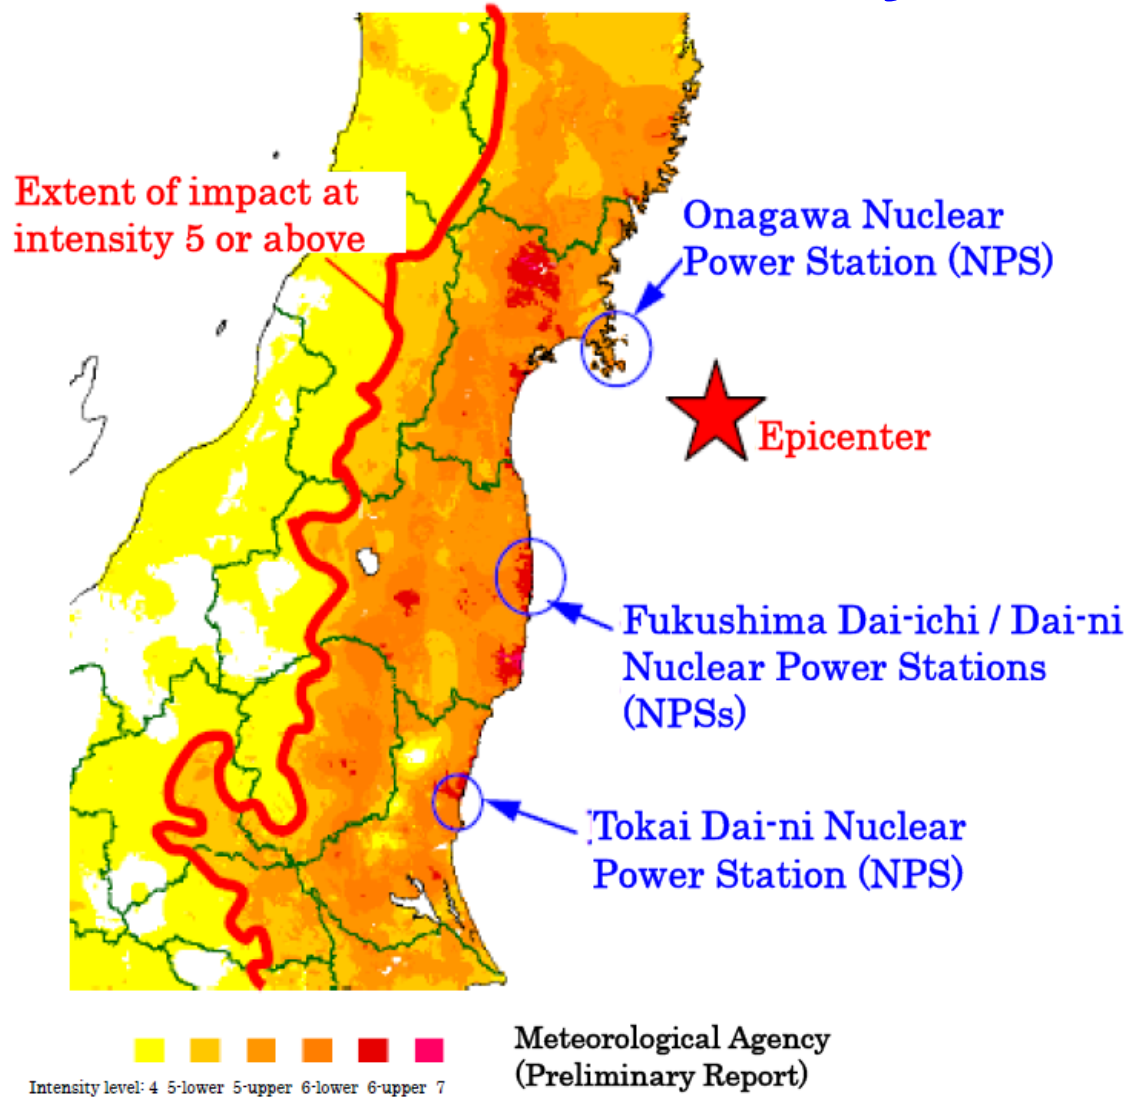 Extent of impact at
intensity 5 or above
Onagawa Nuclear
Power Station (NPS)
Epicenter
Fukushima Dai-ichi / Dai-ni
Nuclear Power Stations
(NPSs)
Tokai Dai-ni Nuclear
Power Station (NPS)
Meteorological Agency
(Preliminary Report)
Intensity level: 4 5-lower 5-upper 6-lower 6-upper 7